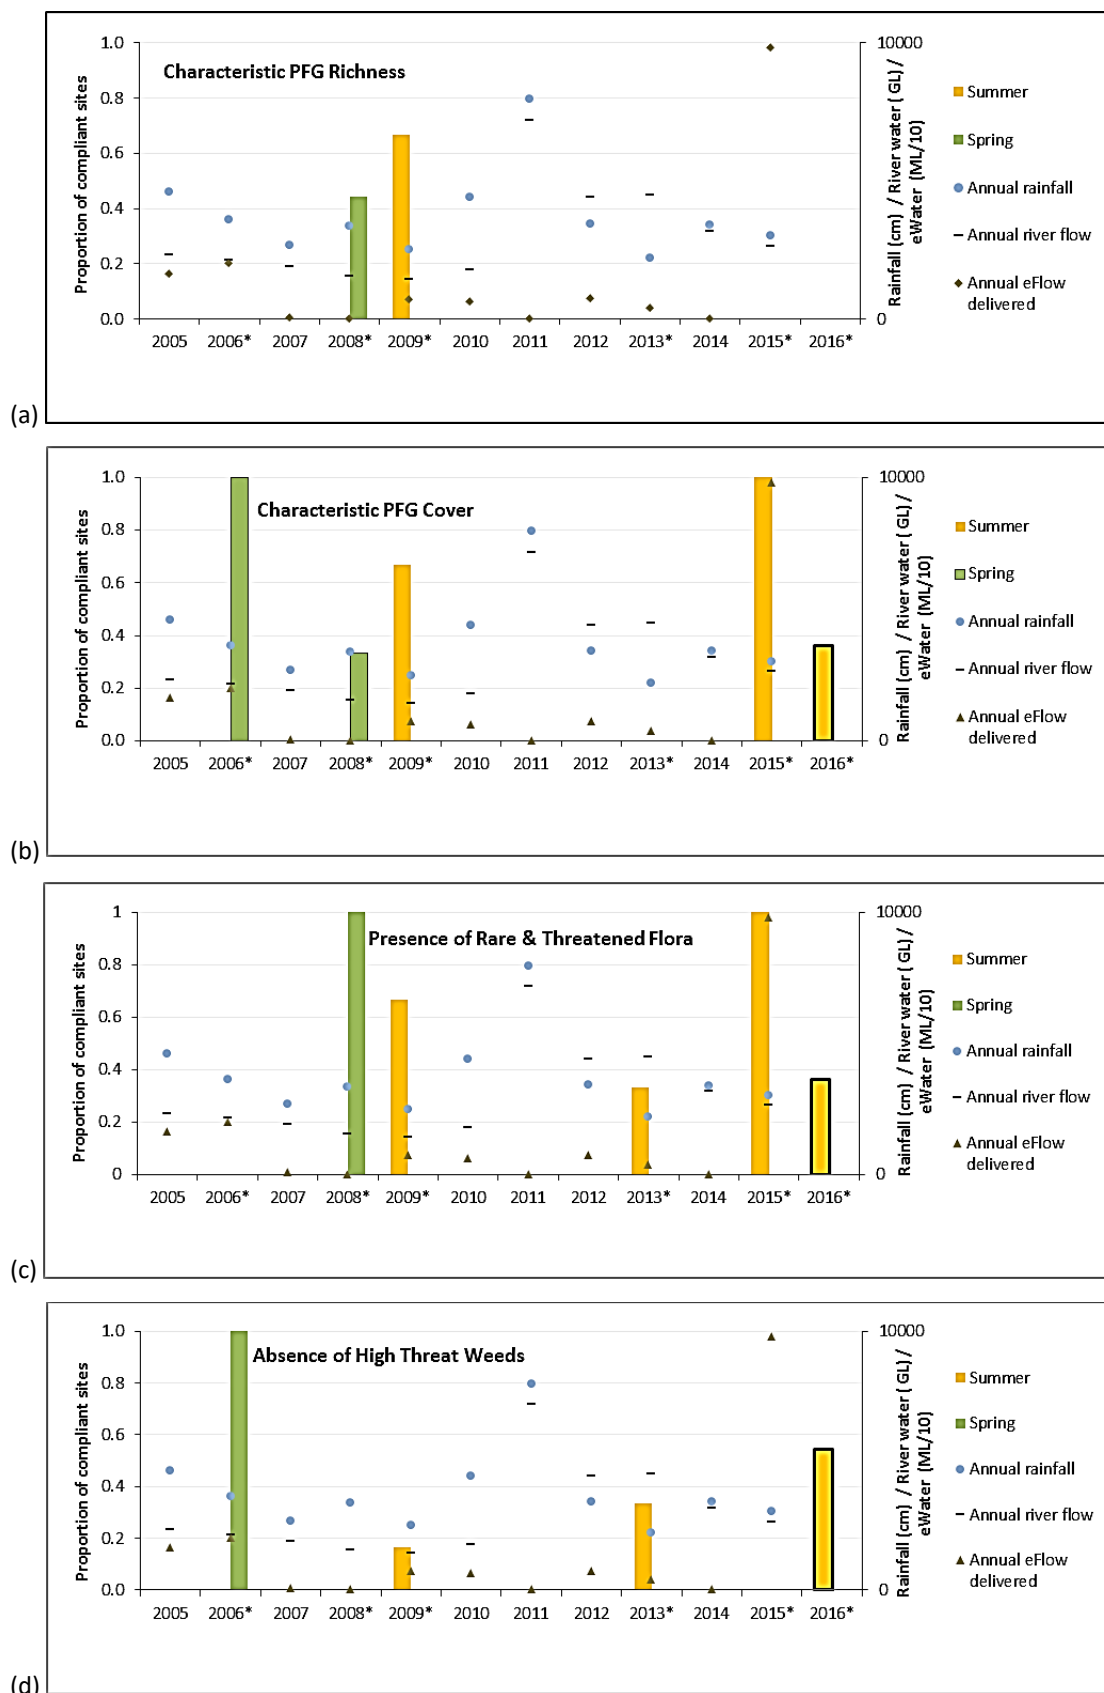 Characteristic PFG Richness
Proportion of compliant sites
1.0
0.8
0.6
0.4
0.2
0.0
2005 2006* 2007 2008* 2009* 2010 2011 2012 2013* 2014 2015* 2016*
10000
0
Rainfall (cm) / River water ( GL) /
eWater (ML/10)
Summer
Spring
Annual rainfall
Annual river flow
Annual eFlow
delivered
(a)
Characteristic PFG Cover
Proportion of compliant sites
1.0
0.8
0.6
0.4
0.2
0.0
2005 2006* 2007 2008* 2009* 2010 2011 2012 2013* 2014 2015* 2016*
10000
0
Rainfall (cm) / River water ( GL) /
eWater (ML/10)
Summer
Spring
Annual rainfall
Annual river flow
Annual eFlow
delivered
(b)
Presence of Rare & Threatened Flora
Proportion of compliant sites
1
0.8
0.6
0.4
0.2
0
2005 2006* 2007 2008* 2009* 2010 2011 2012 2013* 2014 2015* 2016*
10000
0
Rainfall (cm) / River water ( GL) /
eWater (ML/10)
Summer
Spring
Annual rainfall
Annual river flow
Annual eFlow
delivered
(c)
Absence of High Threat Weeds
Proportion of compliant sites
1.0
0.8
0.6
0.4
0.2
0.0
2005 2006* 2007 2008* 2009* 2010 2011 2012 2013* 2014 2015* 2016*
10000
0
Rainfall (cm) / River water ( GL) /
eWater (ML/10)
Summer
Spring
Annual rainfall
Annual river flow
Annual eFlow
delivered
(d)